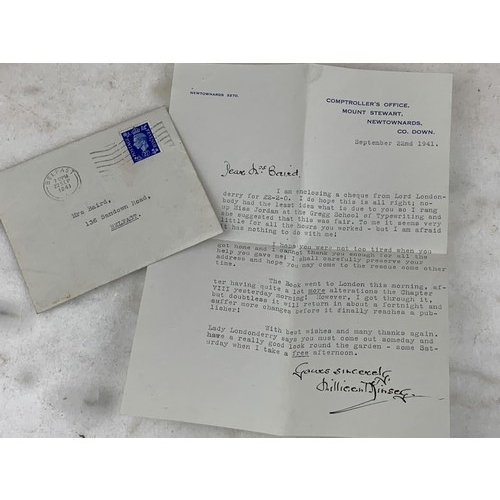 BELFAST
1941
Mrs Baird,
136 Sandown Road,
BELFAST.
NEWTOWNARDS 3270.
COMPTROLLER'S OFFICE,
MOUNT STEWART,
NEWTOWNARDS,
CO. DOWN.
September 22nd 1941.
Dear Mrs Baird,
I am enclosing a cheque from Lord London-
derry for £2-2-0. I do hope this is all right; no-
body had the least idea what is due to you so I rang
up Miss Jordan at the Gregg School of Typewriting and
she suggested that this was fair. To me it seems very
little for all the hours you worked - but I am afraid
it has nothing to do with me!
I hope you were not too tired when you
got home and I cannot thank you enough for all the
help you gave me; I shall carefully preserve your
address and hope you may come to the rescue some other
time.
The Book went to London this morning, af-
ter having quite a lot more alterations the Chapter
VIII yesterday morning! However, I got through it,
but doubtless it will return in about a fortnight and
suffer more changes before it finally reaches a pub-
lisher!
With best wishes and many thanks again.
Lady Londonderry says you must come out someday and
have a really good look round the garden - some Sat-
urday when I take a free afternoon.
Yours sincerely,